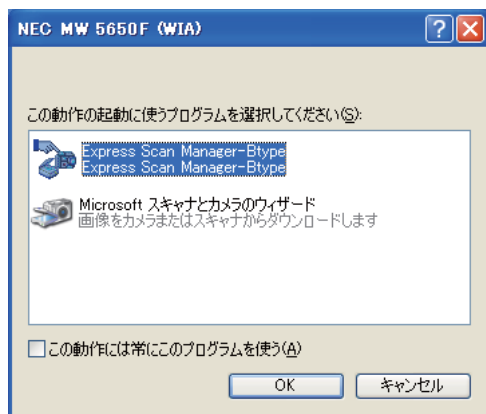 NEC MW 5650F (WIA)
この動作の起動に使うプログラムを選択してください(S):
Express Scan Manager-Btype
Express Scan Manager-Btype
Microsoft スキャナとカメラのウィザード
画像をカメラまたはスキャナからダウンロードします
この動作には常にこのプログラムを使う(A)
OK キャンセル